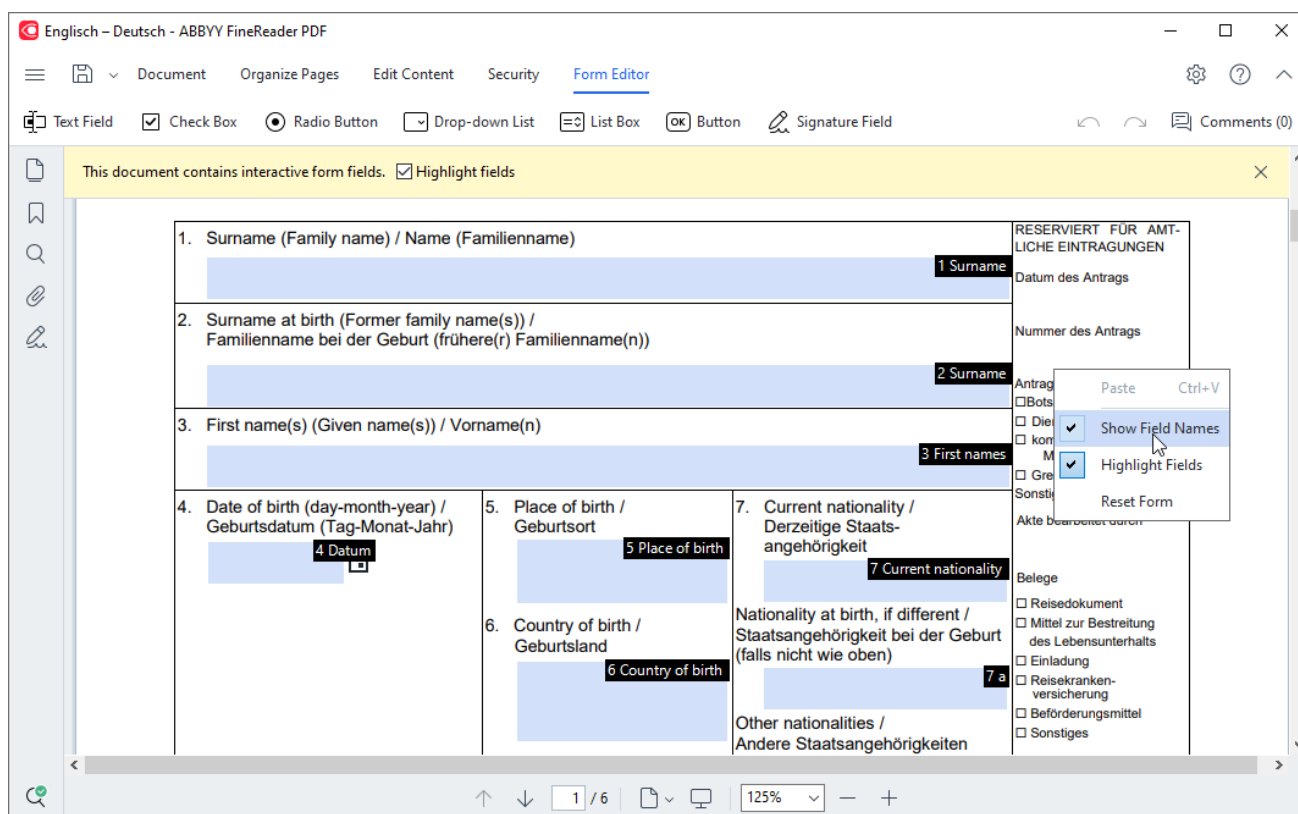 Englisch – Deutsch - ABBYY FineReader PDF
Document Organize Pages Edit Content Security Form Editor
Text Field Check Box Radio Button Drop-down List List Box OK Button Signature Field Comments (0)
This document contains interactive form fields. Highlight fields
1. Surname (Family name) / Name (Familienname)
1 Surname
2. Surname at birth (Former family name(s)) /
Familienname bei der Geburt (frühere(r) Familienname(n))
2 Surname
3. First name(s) (Given name(s)) / Vorname(n)
3 First names
4. Date of birth (day-month-year) /
Geburtsdatum (Tag-Monat-Jahr)
4 Datum
5. Place of birth /
Geburtsort
5 Place of birth
6. Country of birth /
Geburtsland
6 Country of birth
7. Current nationality /
Derzeitige Staats-
angehörigkeit
7 Current nationality
Nationality at birth, if different /
Staatsangehörigkeit bei der Geburt
(falls nicht wie oben)
7 a
Other nationalities /
Andere Staatsangehörigkeiten
RESERVIERT FÜR AMT-
LICHE EINTRAGUNGEN
Datum des Antrags
Nummer des Antrags
Paste Ctrl+V
Show Field Names
Highlight Fields
Reset Form
Belege
Reisedokument
Mittel zur Bestreitung
des Lebensunterhalts
Einladung
Reisekranken-
versicherung
Beförderungsmittel
Sonstiges
1 / 6 125%